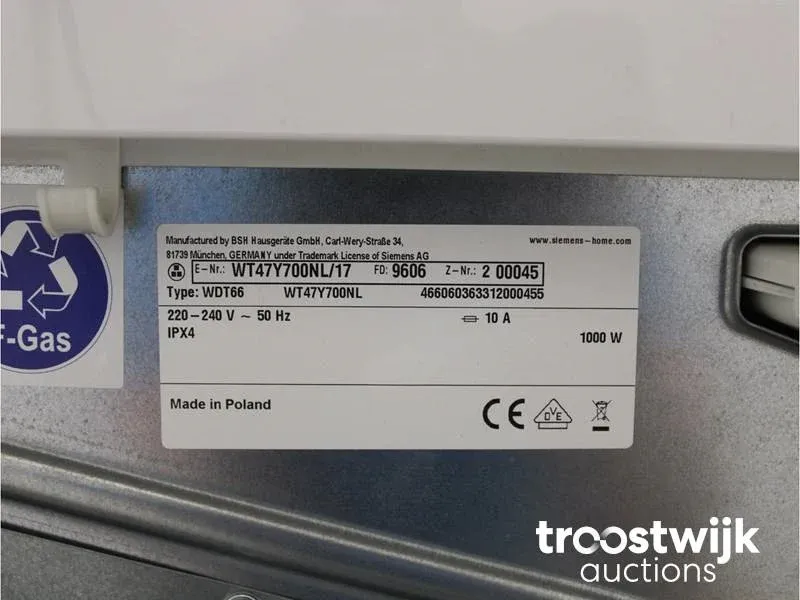 Manufactured by BSH Hausgeräte GmbH, Carl-Wery-Straße 34,
www.siemens-home.com
81739 München, GERMANY under Trademark License of Siemens AG
E-Nr.: WT47Y700NL/17 FD: 9606 Z-Nr.: 2 00045
Type: WDT66 WT47Y700NL 466060363312000455
220-240 V ~ 50 Hz 10 A
IPX4 1000 W
Made in Poland
CE DVE
F-Gas
troostwijk
auctions